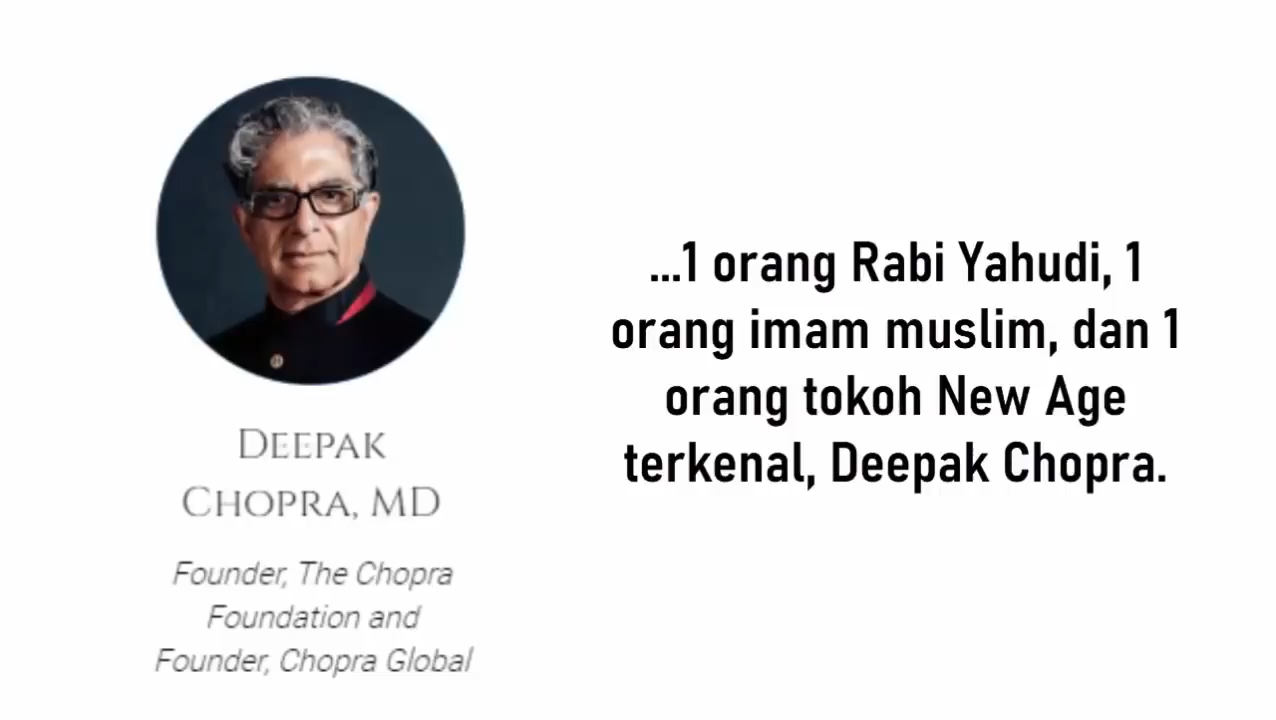 DEEPAK
CHOPRA, MD
Founder, The Chopra
Foundation and
Founder, Chopra Global
...1 orang Rabi Yahudi, 1
orang imam muslim, dan 1
orang tokoh New Age
terkenal, Deepak Chopra.